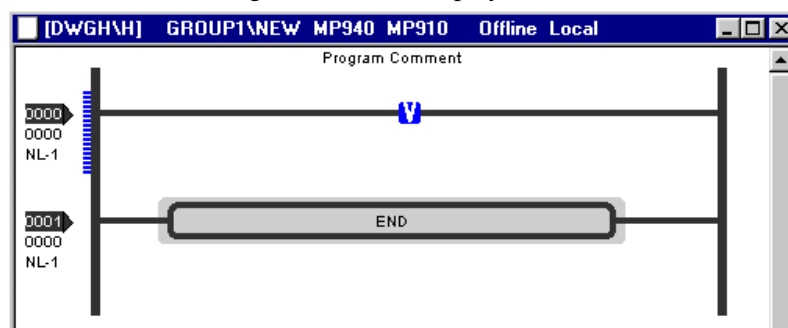 [DWGH\H] GROUP1\NEW MP940 MP910 Offline Local
Program Comment
0000
V
0000
NL-1
0001
END
0000
NL-1